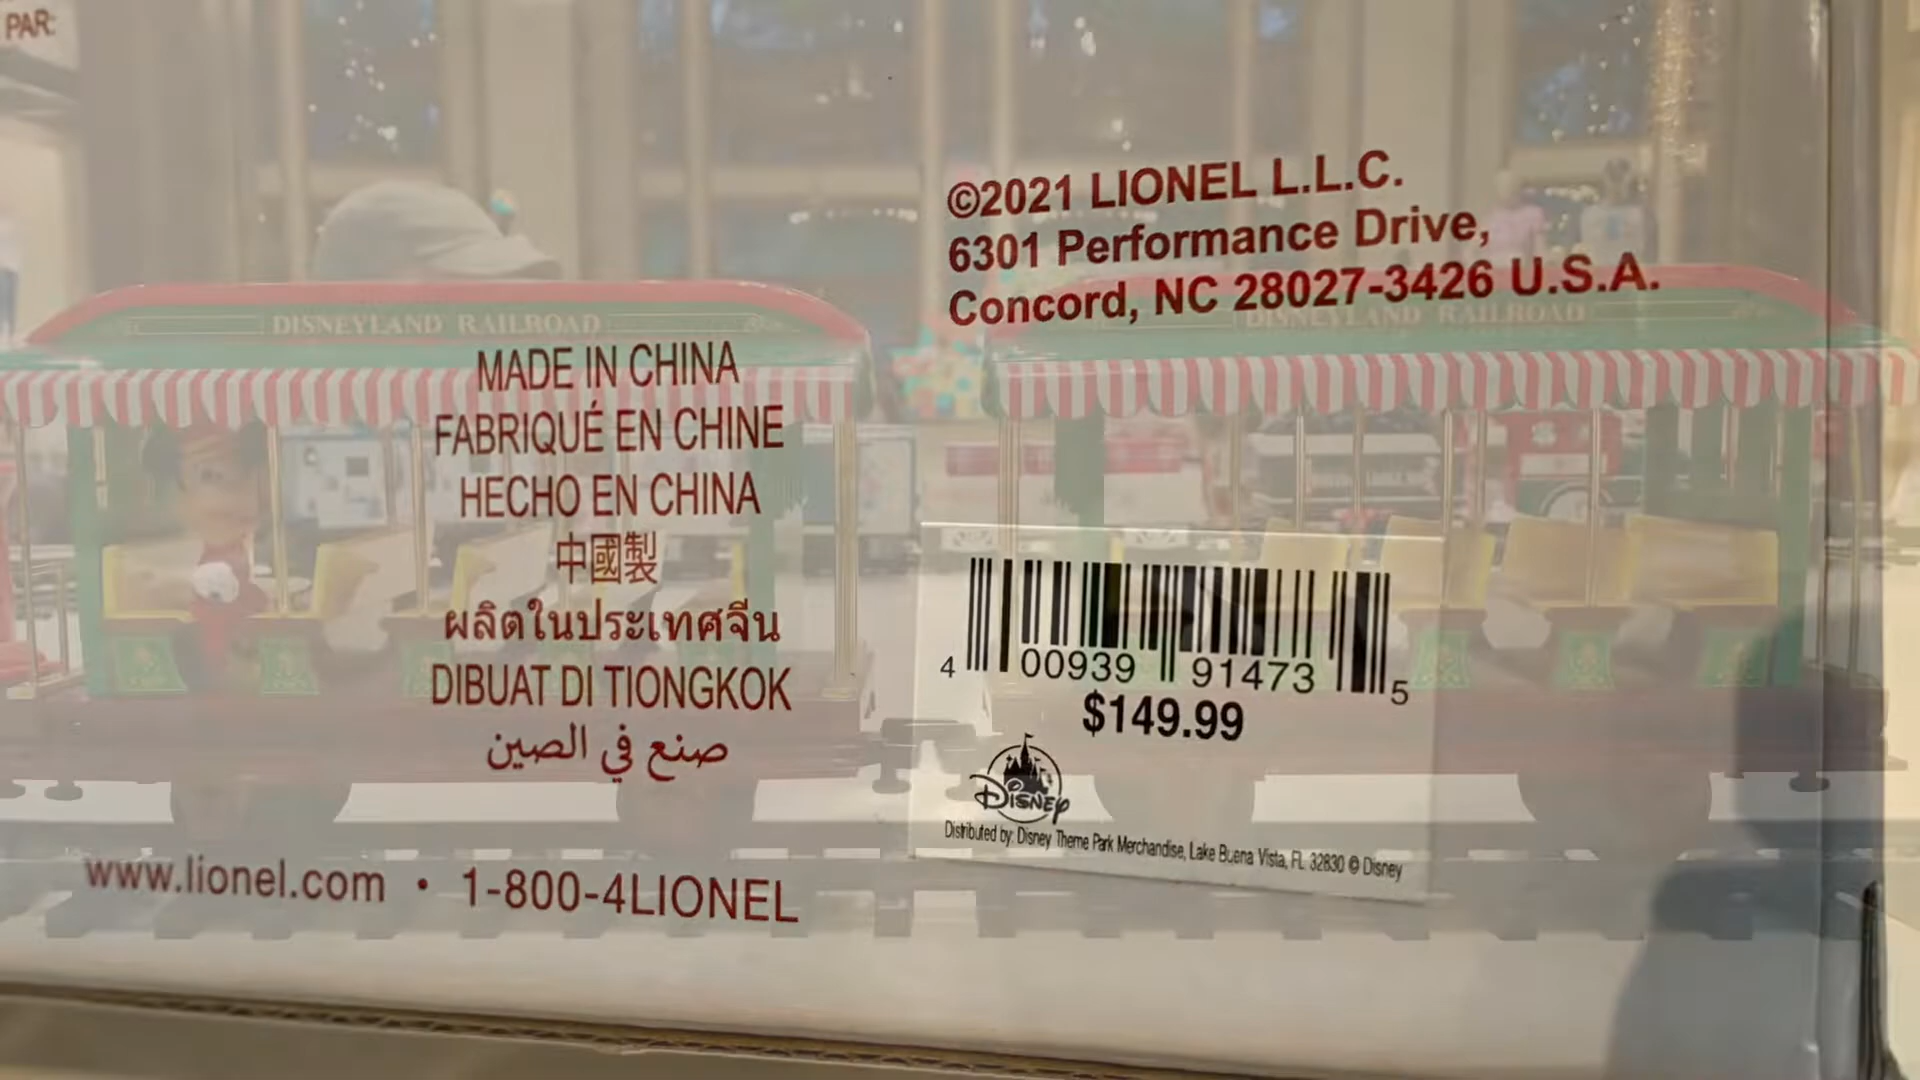 PAR:
©2021 LIONEL L.L.C.
6301 Performance Drive,
Concord, NC 28027-3426 U.S.A.
DISNEYLAND RAILROAD
DISNEYLAND RAILROAD
MADE IN CHINA
FABRIQUÉ EN CHINE
HECHO EN CHINA
中國製
ผลิตในประเทศจีน
DIBUAT DI TIONGKOK
صنع في الصين
www.lionel.com • 1-800-4LIONEL
4 00939 91473 5
$149.99
Disney
Distributed by: Disney Theme Park Merchandise, Lake Buena Vista, FL 32830 © Disney